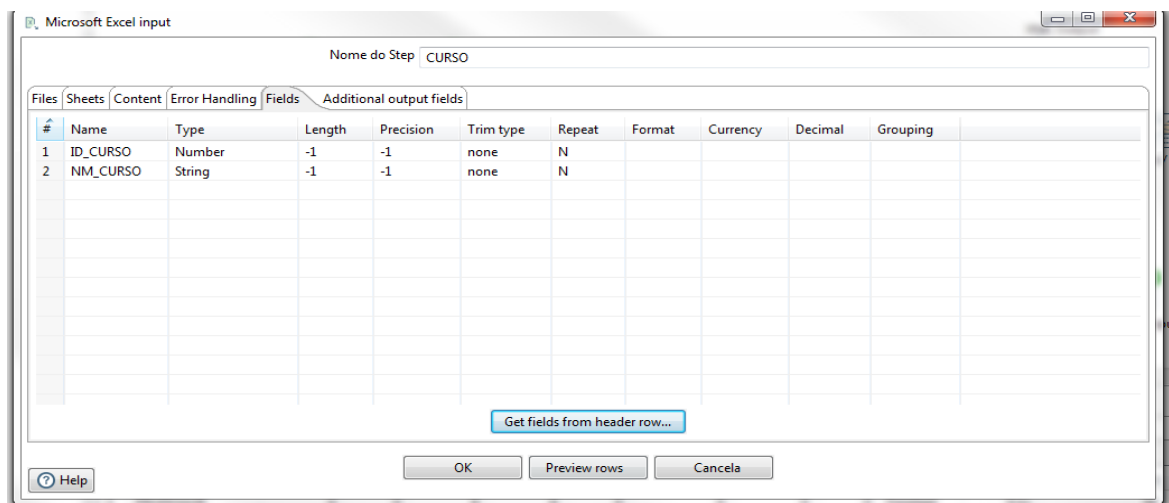 Microsoft Excel input
Nome do Step CURSO
Files Sheets Content Error Handling Fields Additional output fields
# Name Type Length Precision Trim type Repeat Format Currency Decimal Grouping
1 ID_CURSO Number -1 -1 none N
2 NM_CURSO String -1 -1 none N
Get fields from header row...
OK Preview rows Cancela
Help